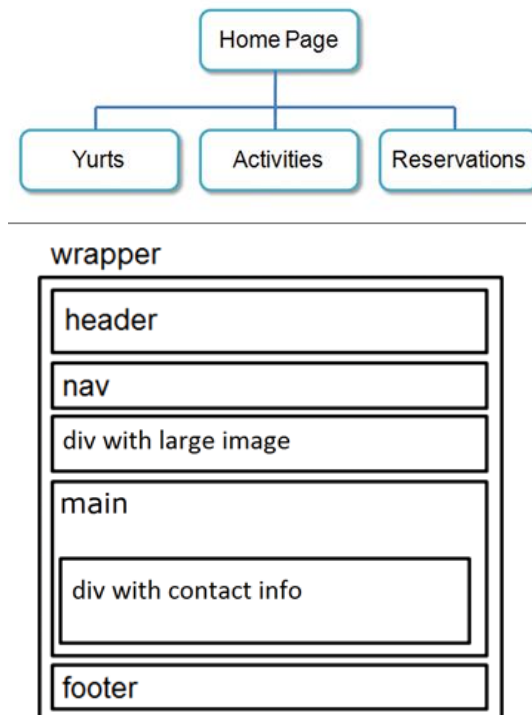 Home Page
Yurts
Activities
Reservations
wrapper
header
nav
div with large image
main
div with contact info
footer